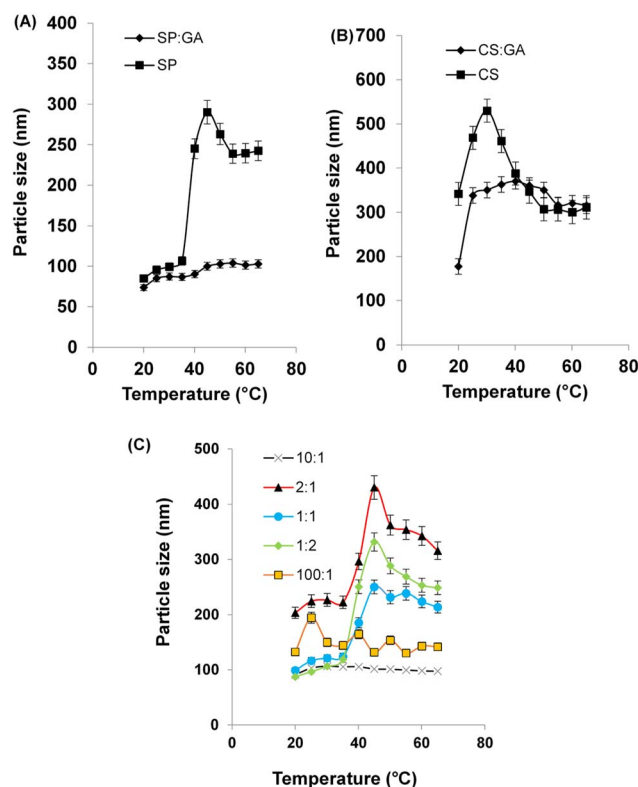 (A)
SP:GA
SP
Particle size (nm)
400
350
300
250
200
150
100
50
0
0 20 40 60 80
Temperature (°C)
(B)
CS:GA
CS
Particle size (nm)
700
600
500
400
300
200
100
0
0 20 40 60 80
Temperature (°C)
(C)
10:1
2:1
1:1
1:2
100:1
Particle size (nm)
500
400
300
200
100
0
0 20 40 60 80
Temperature (°C)